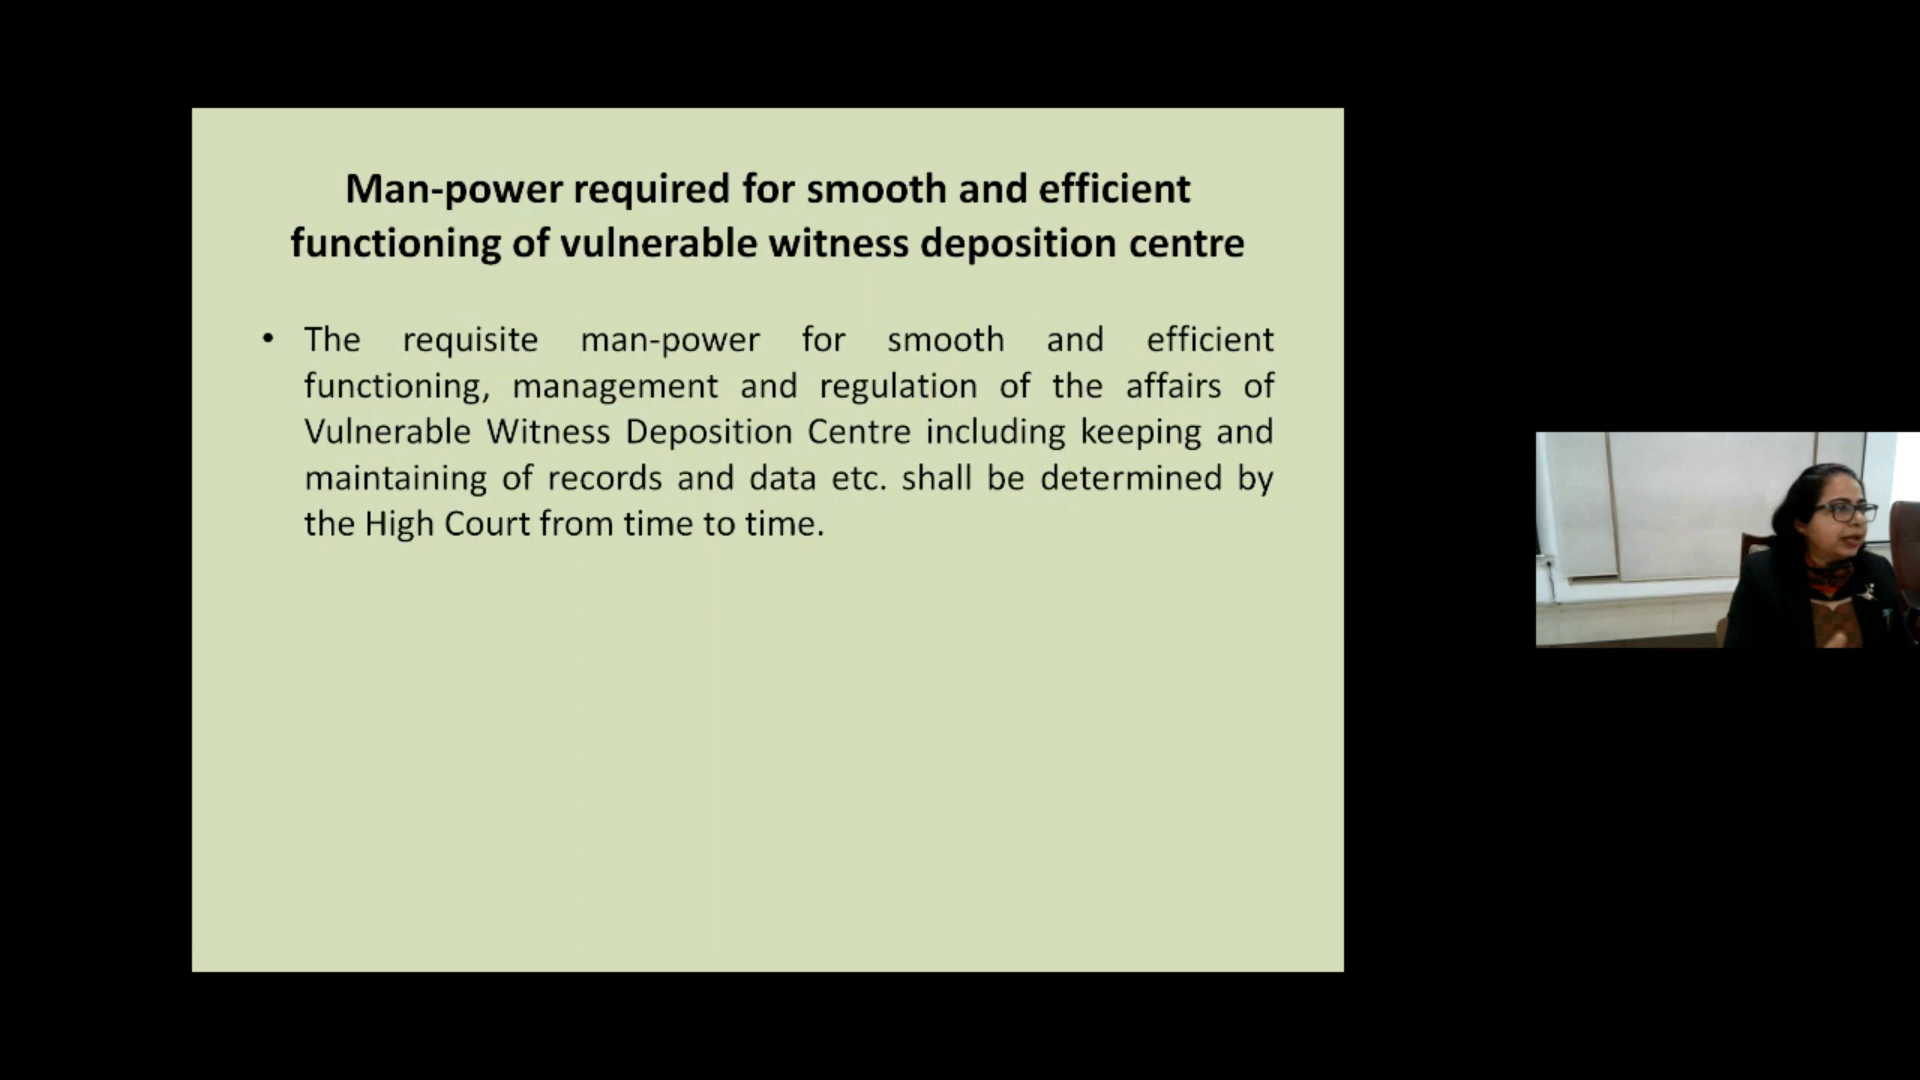 Man-power required for smooth and efficient
functioning of vulnerable witness deposition centre
• The requisite man-power for smooth and efficient
functioning, management and regulation of the affairs of
Vulnerable Witness Deposition Centre including keeping and
maintaining of records and data etc. shall be determined by
the High Court from time to time.